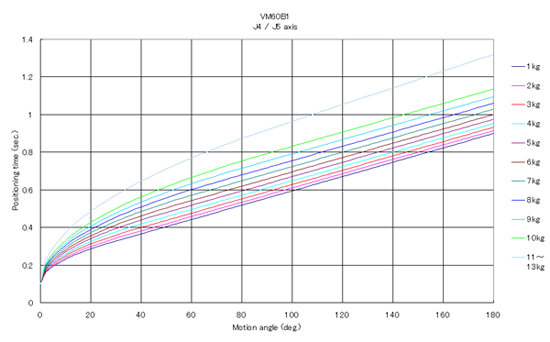 VM60B1
J4 / J5 axis
Positioning time (sec.)
1.4
1.2
1
0.8
0.6
0.4
0.2
0
0 20 40 60 80 100 120 140 160 180
Motion angle (deg.)
1kg
2kg
3kg
4kg
5kg
6kg
7kg
8kg
9kg
10kg
11～
13kg